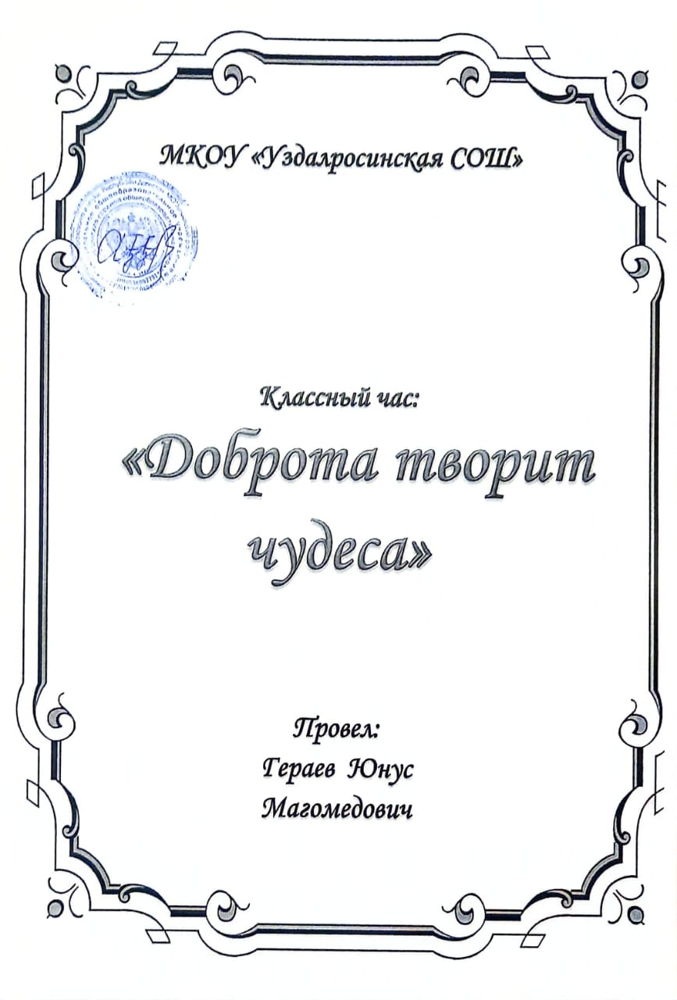 МКОУ «Уздалросинская СОШ»
Классный час:
«Доброта творит
чудеса»
Провел:
Гераев Юнус
Магомедович